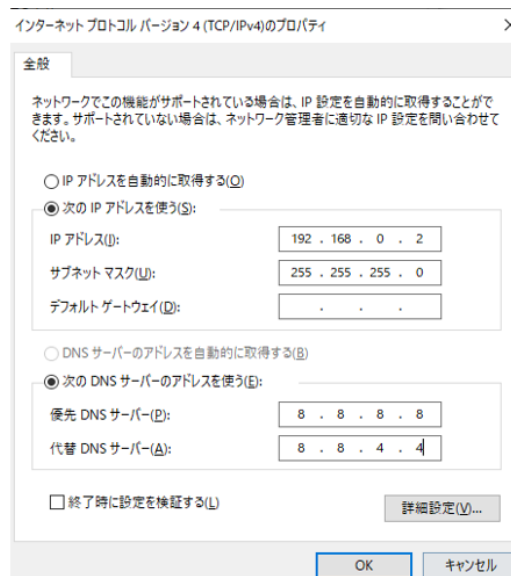 インターネット プロトコル バージョン 4 (TCP/IPv4)のプロパティ
全般
ネットワークでこの機能がサポートされている場合は、IP 設定を自動的に取得することがで
きます。サポートされていない場合は、ネットワーク管理者に適切な IP 設定を問い合わせて
ください。
IP アドレスを自動的に取得する(O)
次の IP アドレスを使う(S):
IP アドレス(I): 192 . 168 . 0 . 2
サブネット マスク(U): 255 . 255 . 255 . 0
デフォルト ゲートウェイ(D): . . .
DNS サーバーのアドレスを自動的に取得する(B)
次の DNS サーバーのアドレスを使う(E):
優先 DNS サーバー(P): 8 . 8 . 8 . 8
代替 DNS サーバー(A): 8 . 8 . 4 . 4
終了時に設定を検証する(L)
詳細設定(V)...
OK キャンセル